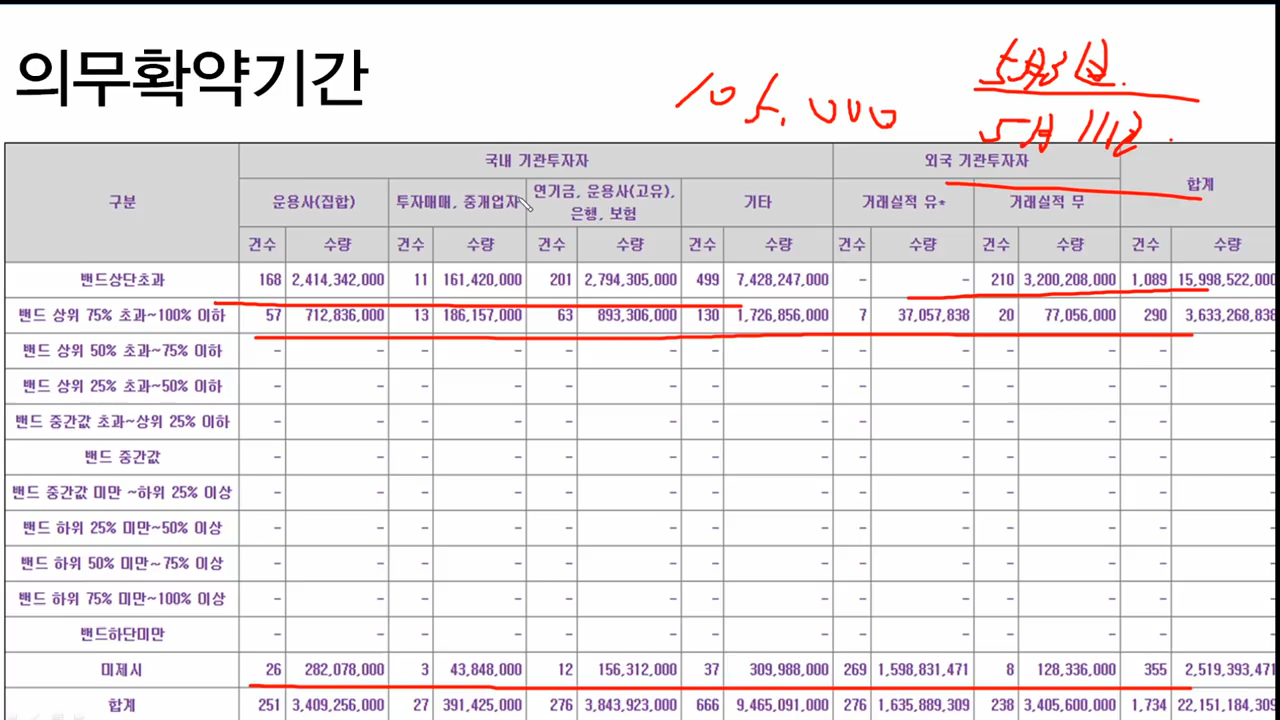 의무확약기간
105,000
5월3일.
5월 11일.
구분 국내 기관투자자 외국 기관투자자 합계
운용사(집합) 투자매매, 중개업자 연기금, 운용사(고유), 은행, 보험 기타 거래실적 유* 거래실적 무
건수 수량 건수 수량 건수 수량 건수 수량 건수 수량 건수 수량 건수 수량
밴드상단초과 168 2,414,342,000 11 161,420,000 201 2,794,305,000 499 7,428,247,000 - - 210 3,200,208,000 1,089 15,998,522,000
밴드 상위 75% 초과~100% 이하 57 712,836,000 13 186,157,000 63 893,306,000 130 1,726,856,000 7 37,057,838 20 77,056,000 290 3,633,268,838
밴드 상위 50% 초과~75% 이하 - - - - - - - - - - - - - -
밴드 상위 25% 초과~50% 이하 - - - - - - - - - - - - - -
밴드 중간값 초과~상위 25% 이하 - - - - - - - - - - - - - -
밴드 중간값 - - - - - - - - - - - - - -
밴드 중간값 미만 ~하위 25% 이상 - - - - - - - - - - - - - -
밴드 하위 25% 미만~50% 이상 - - - - - - - - - - - - - -
밴드 하위 50% 미만~75% 이상 - - - - - - - - - - - - - -
밴드 하위 75% 미만~100% 이상 - - - - - - - - - - - - - -
밴드하단미만 - - - - - - - - - - - - - -
미제시 26 282,078,000 3 43,848,000 12 156,312,000 37 309,988,000 269 1,598,831,471 8 128,336,000 355 2,519,393,471
합계 251 3,409,256,000 27 391,425,000 276 3,843,923,000 666 9,465,091,000 276 1,635,889,309 238 3,405,600,000 1,734 22,151,184,309